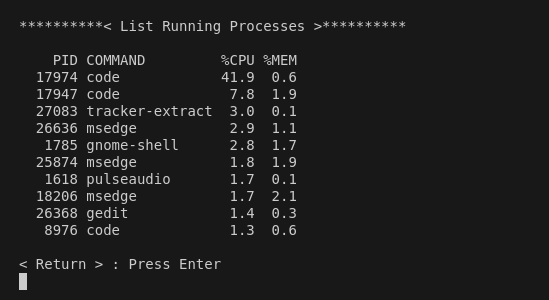 **********< List Running Processes >**********
PID COMMAND %CPU %MEM
17974 code 41.9 0.6
17947 code 7.8 1.9
27083 tracker-extract 3.0 0.1
26636 msedge 2.9 1.1
1785 gnome-shell 2.8 1.7
25874 msedge 1.8 1.9
1618 pulseaudio 1.7 0.1
18206 msedge 1.7 2.1
26368 gedit 1.4 0.3
8976 code 1.3 0.6
< Return > : Press Enter